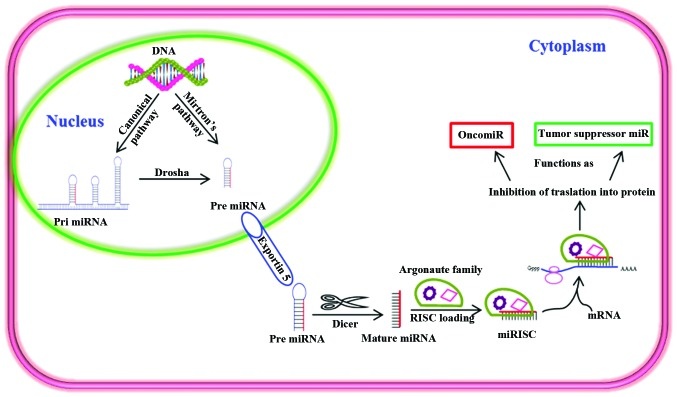 DNA
Cytoplasm
Nucleus
Canonical
pathway
Mirtron's
pathway
OncomiR
Tumor suppressor miR
Functions as
Drosha
Inhibition of traslation into protein
Pre miRNA
Pri miRNA
Exportin 5
Gppp
AAAA
Argonaute family
RISC loading
mRNA
Dicer
miRISC
Pre miRNA
Mature miRNA